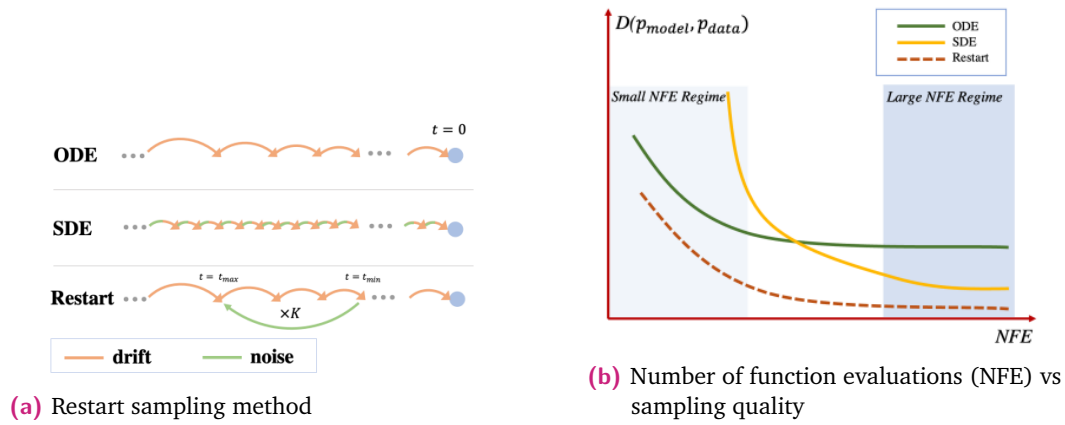 t = 0
ODE
SDE
t = t_max
t = t_min
Restart
×K
drift
noise
(a) Restart sampling method
D(p_model, p_data)
ODE
SDE
Restart
Small NFE Regime
Large NFE Regime
NFE
(b) Number of function evaluations (NFE) vs
sampling quality